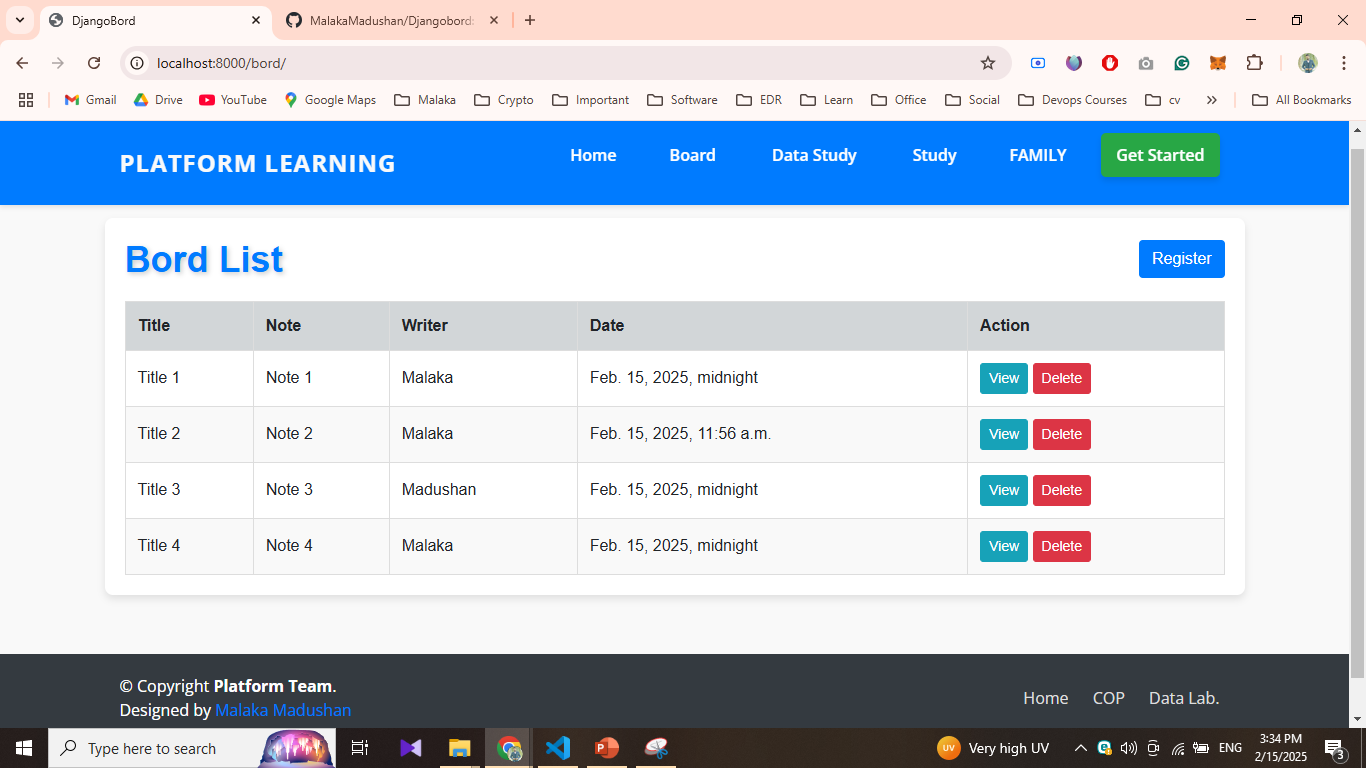 DjangoBord
MalakaMadushan/Djangobord:
localhost:8000/bord/
Gmail Drive YouTube Google Maps Malaka Crypto Important Software EDR Learn Office Social Devops Courses cv » All Bookmarks
PLATFORM LEARNING Home Board Data Study Study FAMILY Get Started
Bord List Register
Title Note Writer Date Action
Title 1 Note 1 Malaka Feb. 15, 2025, midnight View Delete
Title 2 Note 2 Malaka Feb. 15, 2025, 11:56 a.m. View Delete
Title 3 Note 3 Madushan Feb. 15, 2025, midnight View Delete
Title 4 Note 4 Malaka Feb. 15, 2025, midnight View Delete
© Copyright Platform Team.
Designed by Malaka Madushan
Home COP Data Lab.
Type here to search
UV Very high UV ENG
3:34 PM
2/15/2025
3